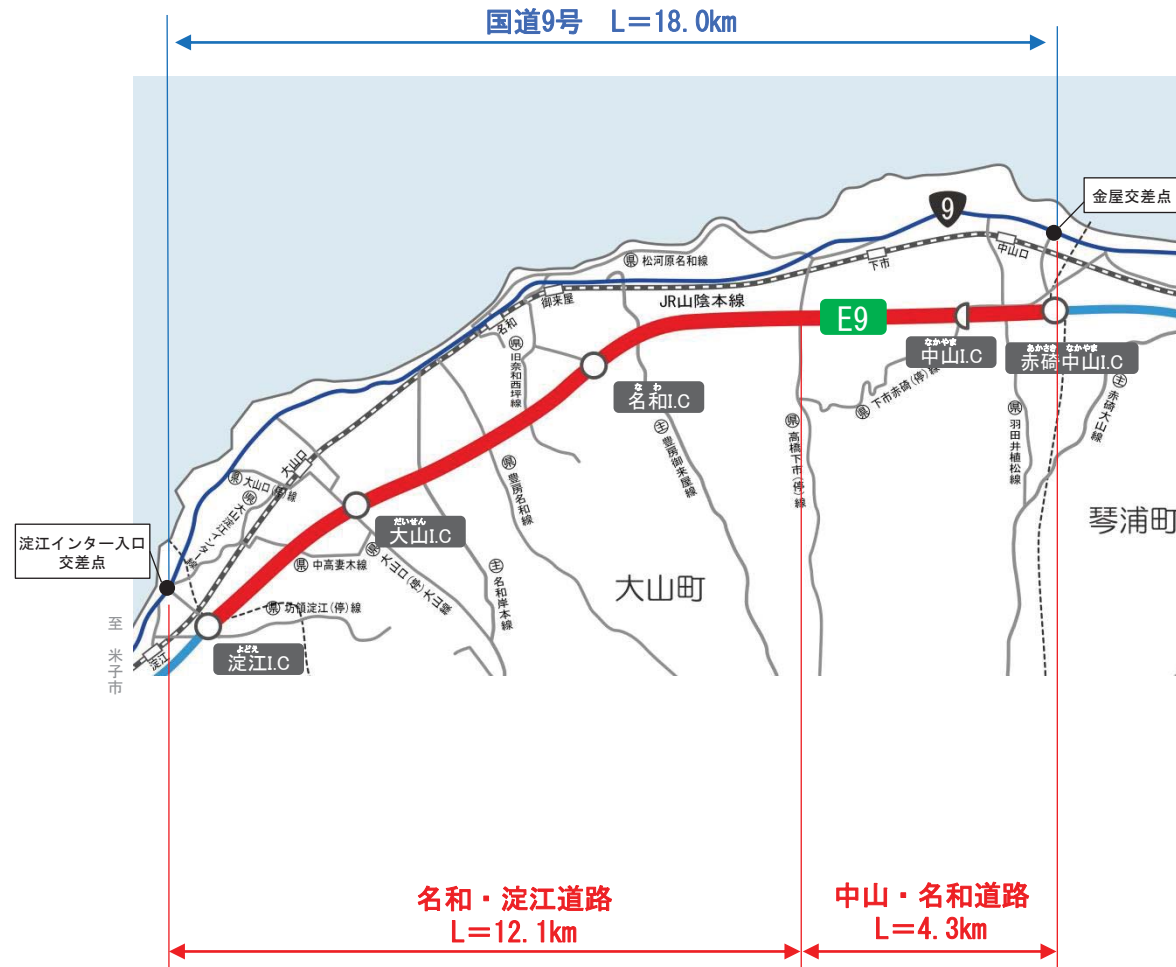 国道9号 L=18.0km
金屋交差点
9
県 松河原名和線
中山口
下市
御来屋
JR山陰本線
名和
E9
なかやま
中山I.C
あかさき なかやま
赤碕中山I.C
県 旧奈和西坪線
な わ
名和I.C
県 下市赤碕(停)線
主 赤碕大山線
県 羽田井植松線
県 高橋下市(停)線
主 豊房御来屋線
県 豊房名和線
大山口
県 大山口(停)線
県 大山淀江インター線
だいせん
大山I.C
琴浦町
淀江インター入口
交差点
県 中高妻木線
県 大山口(停)大山線
主 名和岸本線
大山町
県 坊領淀江(停)線
至 米子市
淀江
よどえ
淀江I.C
名和・淀江道路
L=12.1km
中山・名和道路
L=4.3km